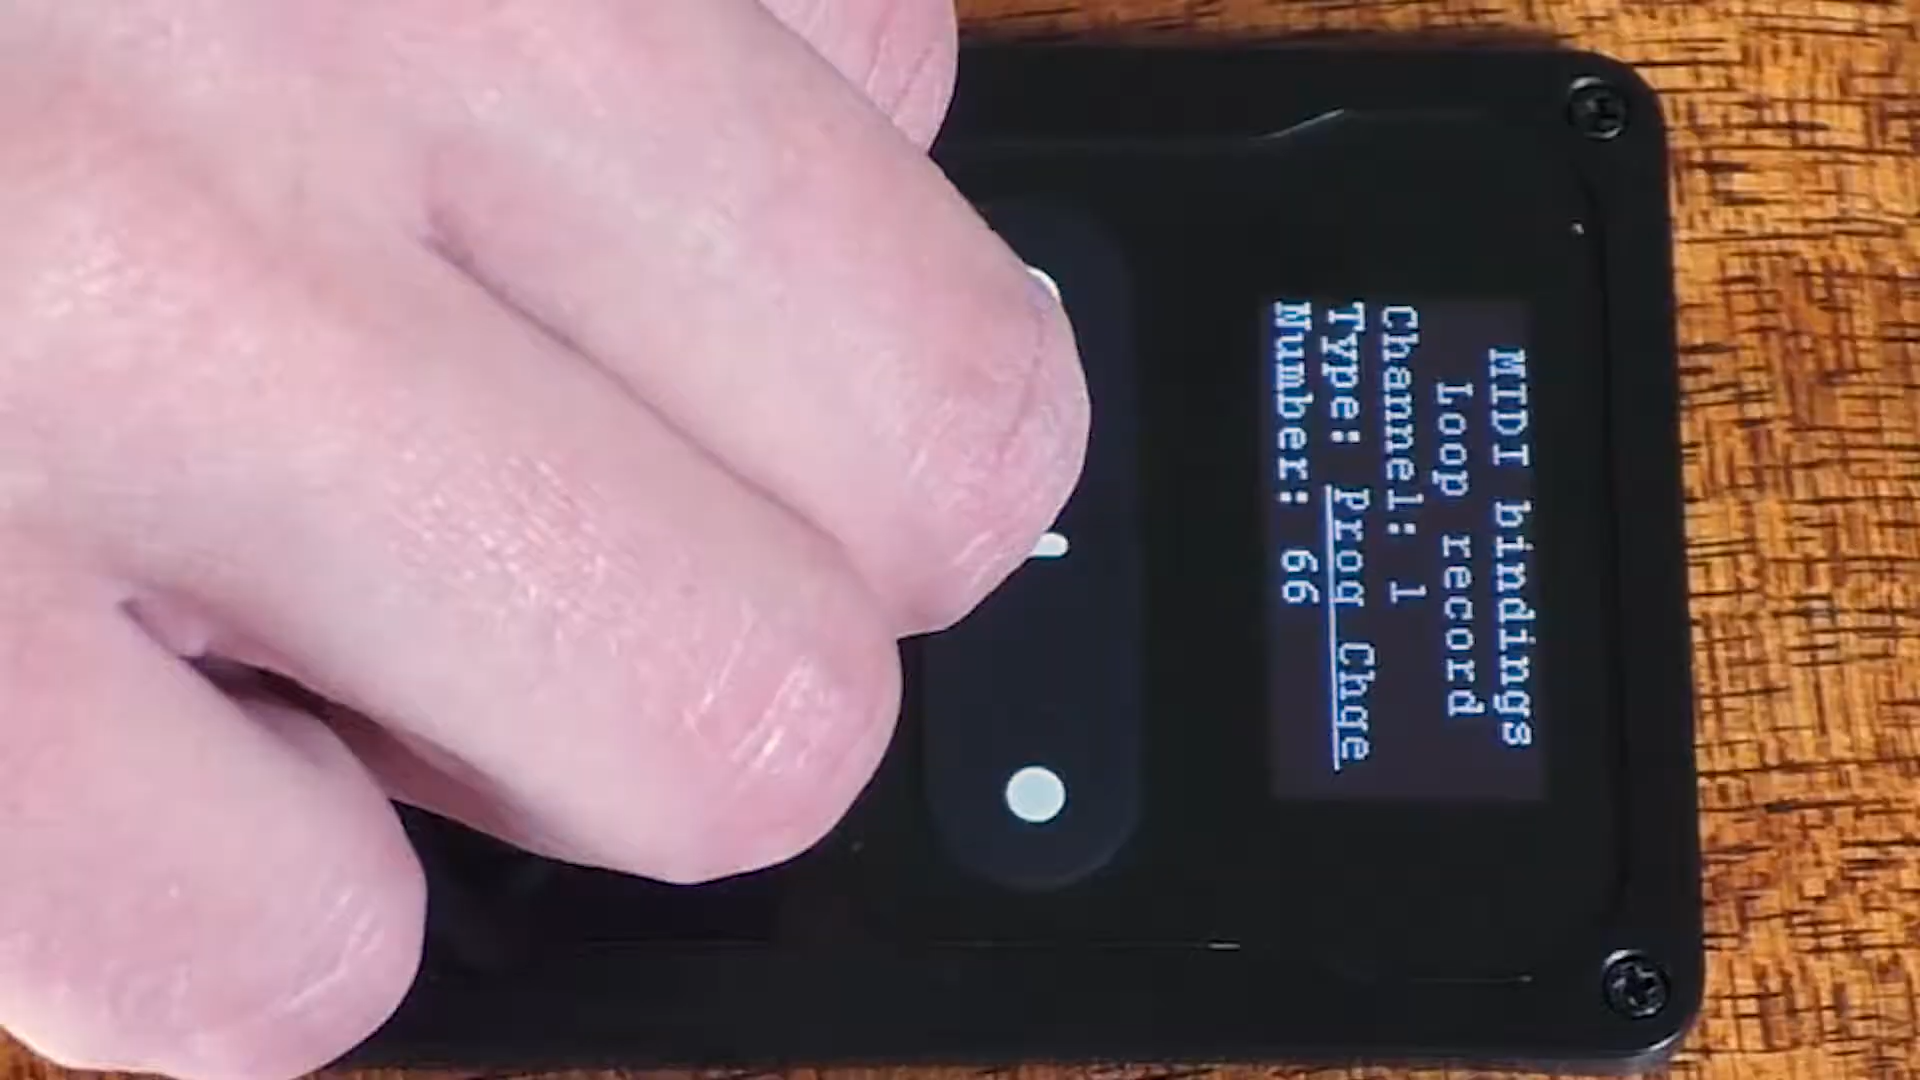 MIDI bindings
Loop record
Channel: 1
Type: Prog Chge
Number: 66